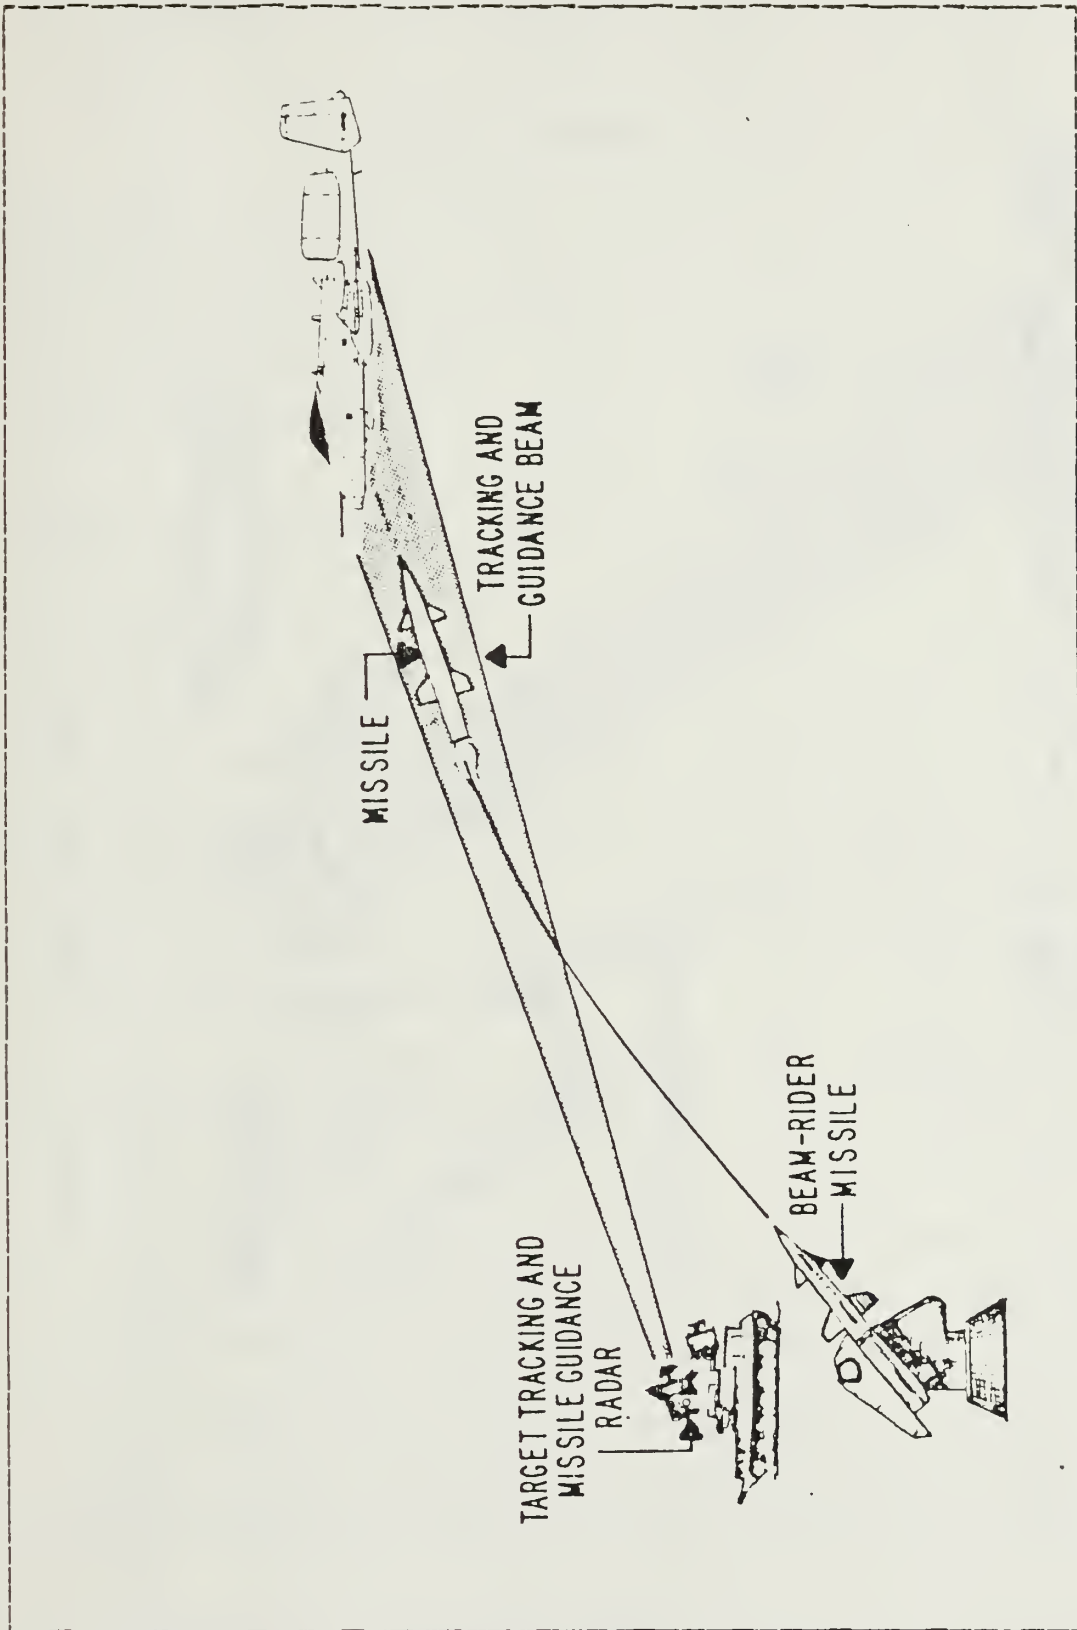 MISSILE
TRACKING AND
GUIDANCE BEAM
TARGET TRACKING AND
MISSILE GUIDANCE
RADAR
BEAM-RIDER
MISSILE